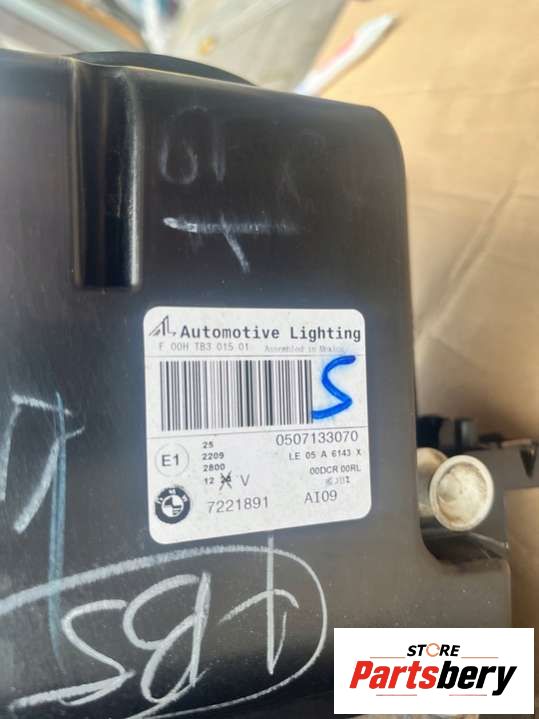 Automotive Lighting
F 00H TB3 015 01 Assembled in Mexico
S
0507133070
E1
25
2209
2800
12 V
LE 05 A 6143 X
00DCR 00RL
7221891
AI09
STORE
Partsbery